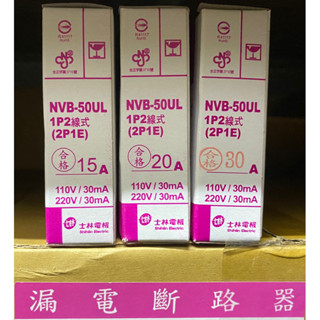 NVB-50UL
1P2線式
(2P1E)
合格 15 A
110V / 30mA
220V / 30mA
士林電機
Shihlin Electric
NVB-50UL
1P2線式
(2P1E)
合格 20 A
110V / 30mA
220V / 30mA
士林電機
Shihlin Electric
NVB-50UL
1P2線式
(2P1E)
合格 30 A
110V / 30mA
220V / 30mA
士林電機
Shihlin Electric
漏電斷路器